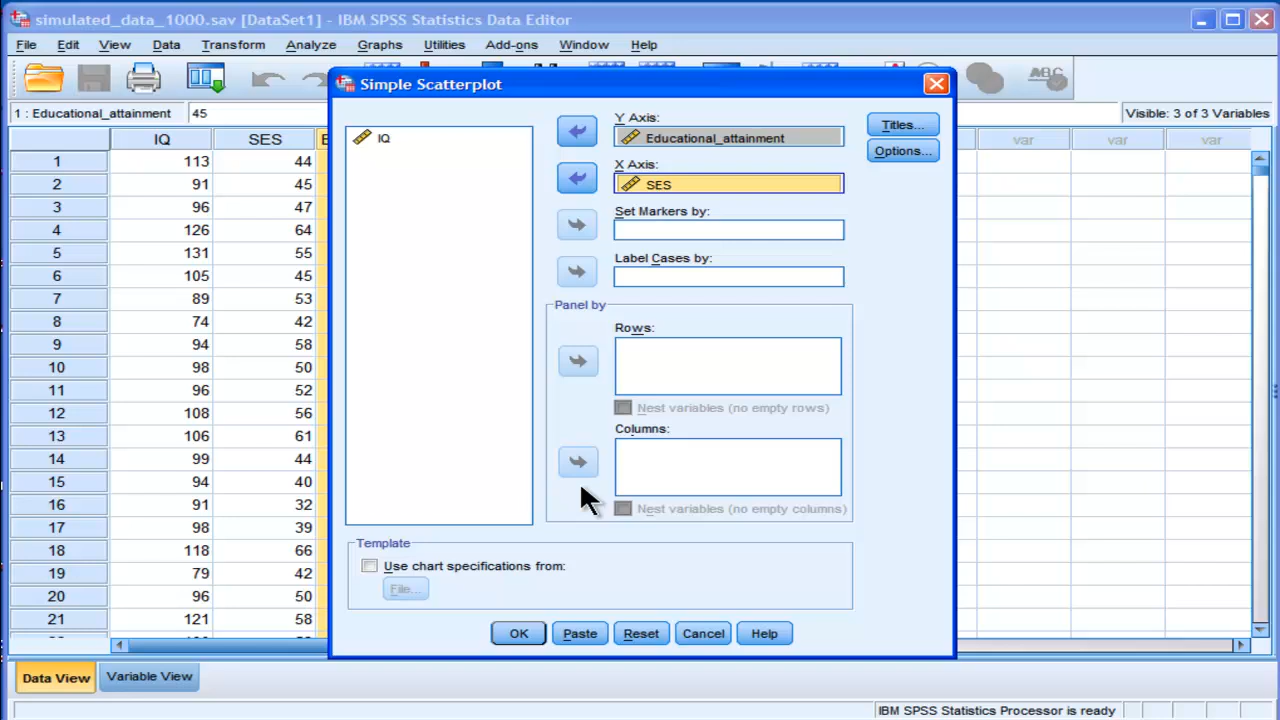 simulated_data_1000.sav [DataSet1] - IBM SPSS Statistics Data Editor
File Edit View Data Transform Analyze Graphs Utilities Add-ons Window Help
ABC
1 : Educational_attainment 45 Visible: 3 of 3 Variables
IQ SES E var var var
1 113 44
2 91 45
3 96 47
4 126 64
5 131 55
6 105 45
7 89 53
8 74 42
9 94 58
10 98 50
11 96 52
12 108 56
13 106 61
14 99 44
15 94 40
16 91 32
17 98 39
18 118 66
19 79 42
20 96 50
21 121 58
Simple Scatterplot
IQ
Y Axis:
Educational_attainment
X Axis:
SES
Set Markers by:
Label Cases by:
Panel by
Rows:
Nest variables (no empty rows)
Columns:
Nest variables (no empty columns)
Titles...
Options...
Template
Use chart specifications from:
File...
OK Paste Reset Cancel Help
Data View Variable View
IBM SPSS Statistics Processor is ready